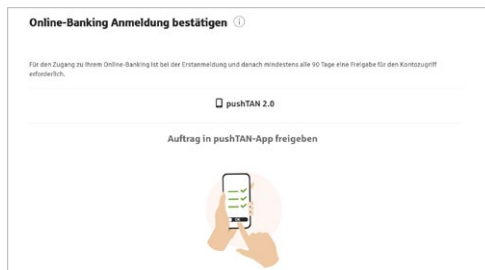 Online-Banking Anmeldung bestätigen
Für den Zugang zu Ihrem Online-Banking ist bei der Erstanmeldung und danach mindestens alle 90 Tage eine Freigabe für den Kontozugriff
erforderlich.
pushTAN 2.0
Auftrag in pushTAN-App freigeben